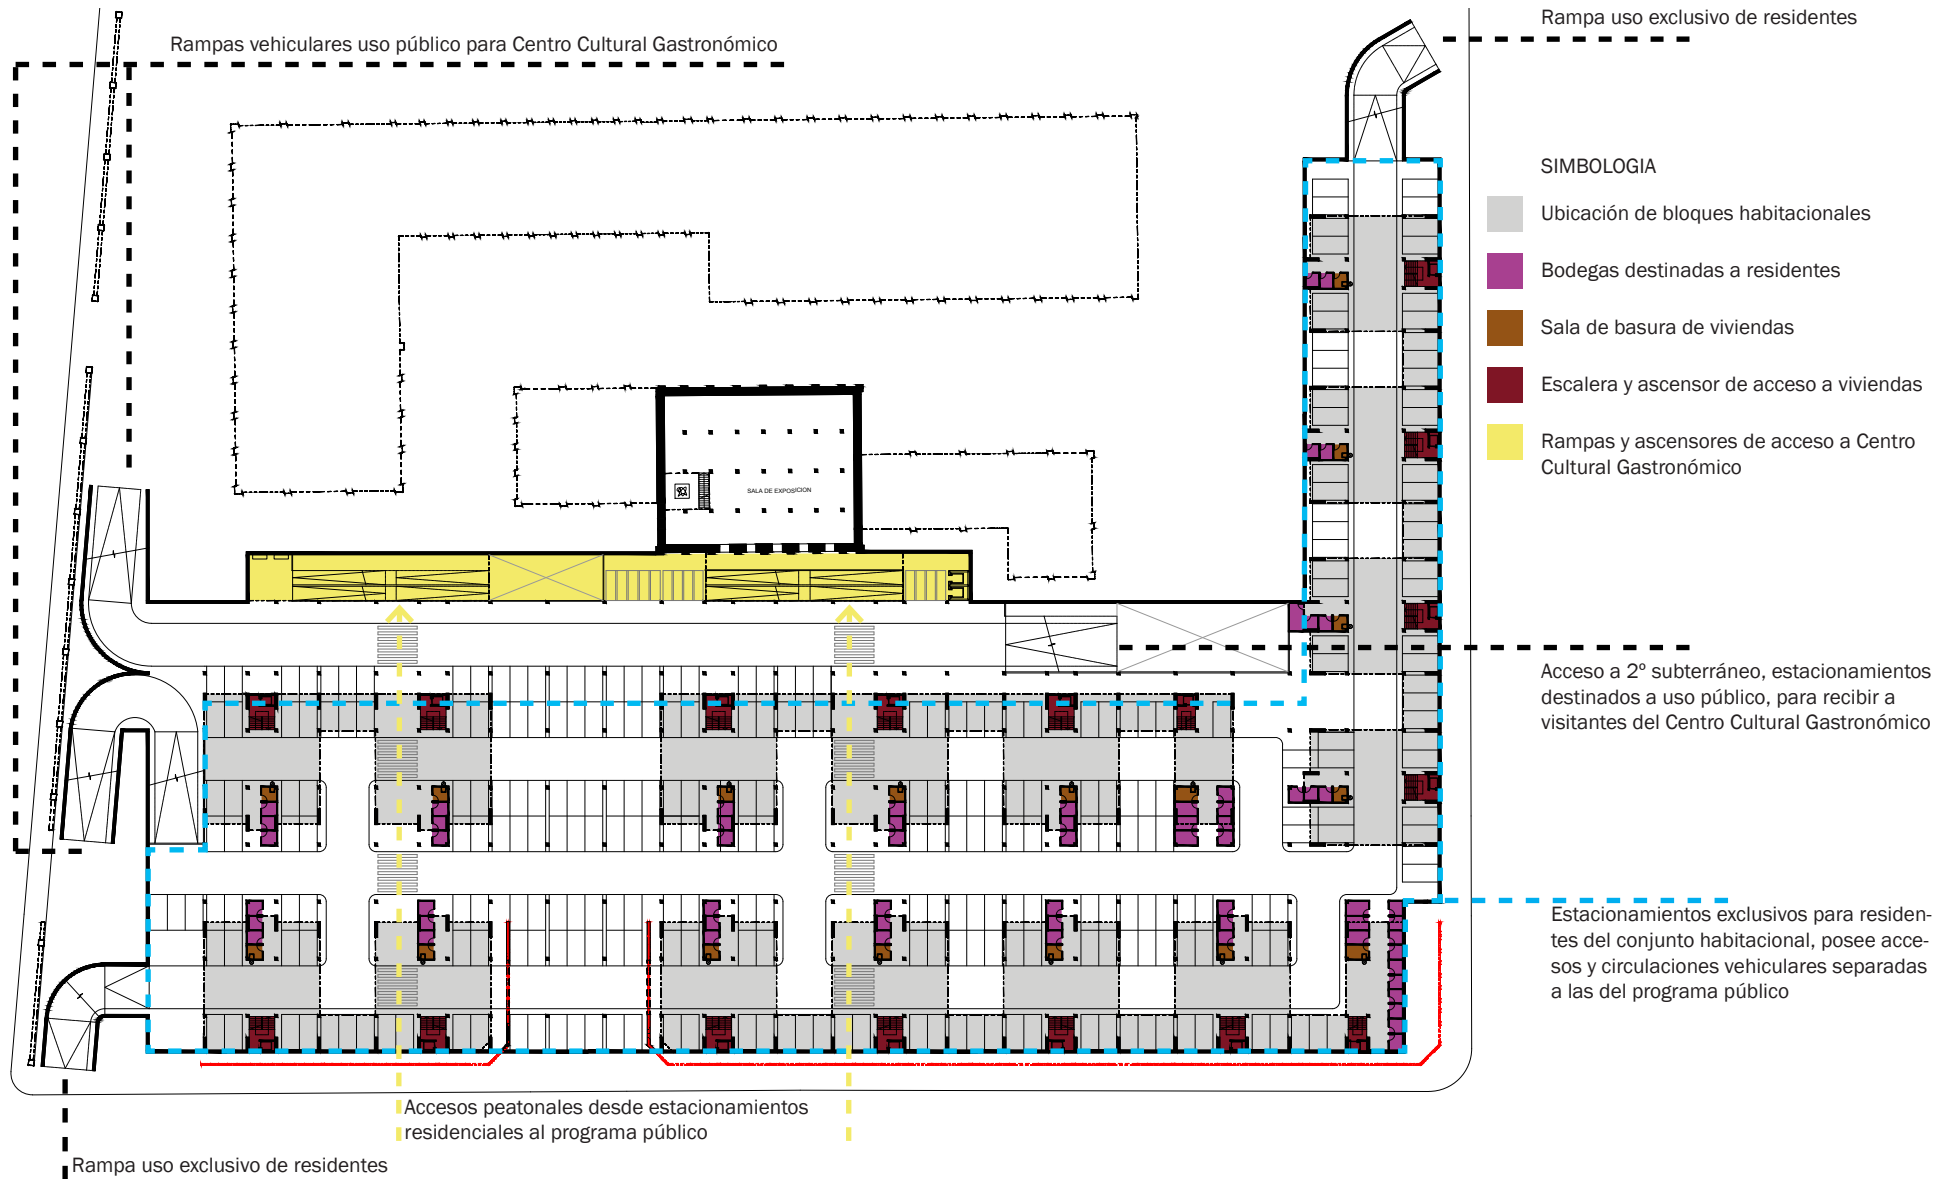 Rampa uso exclusivo de residentes
Rampas vehiculares uso público para Centro Cultural Gastronómico
SIMBOLOGIA
Ubicación de bloques habitacionales
Bodegas destinadas a residentes
Sala de basura de viviendas
Escalera y ascensor de acceso a viviendas
Rampas y ascensores de acceso a Centro
Cultural Gastronómico
SALA DE EXPOSICION
Acceso a 2º subterráneo, estacionamientos
destinados a uso público, para recibir a
visitantes del Centro Cultural Gastronómico
Estacionamientos exclusivos para residen-
tes del conjunto habitacional, posee acce-
sos y circulaciones vehiculares separadas
a las del programa público
Accesos peatonales desde estacionamientos
residenciales al programa público
Rampa uso exclusivo de residentes